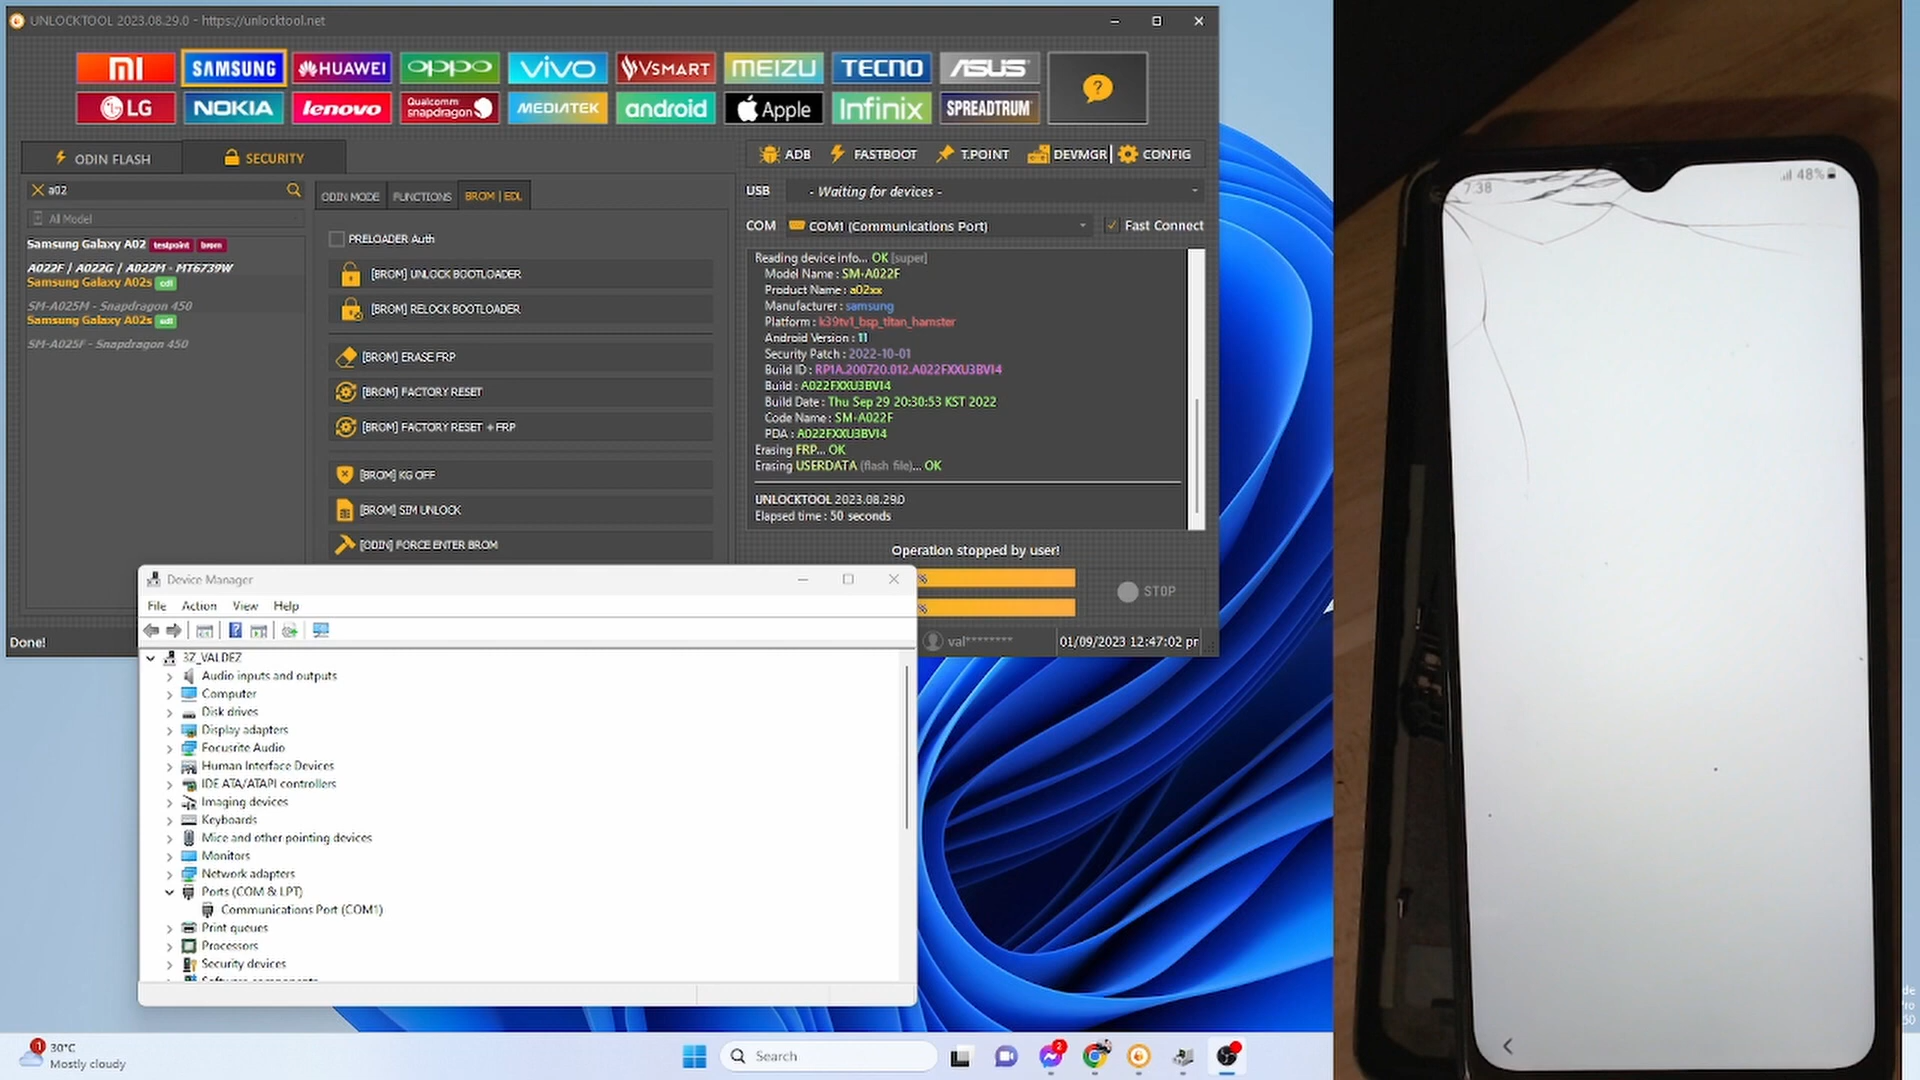 UNLOCKTOOL 2023.08.29.0 - https://unlocktool.net
MI SAMSUNG HUAWEI oppo vivo VSMART MEIZU TECNO ASUS
LG NOKIA lenovo Qualcomm snapdragon MEDIATEK android Apple Infinix SPREADTRUM
?
ODIN FLASH
SECURITY
ADB FASTBOOT T.POINT DEVMGR CONFIG
a02
ODIN MODE FUNCTIONS BROM | EDL
USB - Waiting for devices -
All Model
COM COM1 (Communications Port) Fast Connect
Samsung Galaxy A02 testpoint brom
A022F / A022G / A022M - MT6739W
Samsung Galaxy A02s edl
SM-A025M - Snapdragon 450
Samsung Galaxy A02s edl
SM-A025F - Snapdragon 450
PRELOADER Auth
[BROM] UNLOCK BOOTLOADER
[BROM] RELOCK BOOTLOADER
[BROM] ERASE FRP
[BROM] FACTORY RESET
[BROM] FACTORY RESET + FRP
[BROM] KG OFF
[BROM] SIM UNLOCK
[ODIN] FORCE ENTER BROM
Reading device info... OK [super]
Model Name : SM-A022F
Product Name : a02xx
Manufacturer : samsung
Platform : k39tv1_bsp_titan_hamster
Android Version : 11
Security Patch : 2022-10-01
Build ID : RP1A.200720.012.A022FXXU3BVI4
Build : A022FXXU3BVI4
Build Date : Thu Sep 29 20:30:53 KST 2022
Code Name : SM-A022F
PDA : A022FXXU3BVI4
Erasing FRP... OK
Erasing USERDATA (flash file)... OK
UNLOCKTOOL 2023.08.29.0
Elapsed time : 50 seconds
Operation stopped by user!
%
%
STOP
Done!
val********
01/09/2023 12:47:02 pr
Device Manager
File Action View Help
3Z_VALDEZ
Audio inputs and outputs
Computer
Disk drives
Display adapters
Focusrite Audio
Human Interface Devices
IDE ATA/ATAPI controllers
Imaging devices
Keyboards
Mice and other pointing devices
Monitors
Network adapters
Ports (COM & LPT)
Communications Port (COM1)
Print queues
Processors
Security devices
Software components
1
30°C
Mostly cloudy
Search
2
7:38
48%